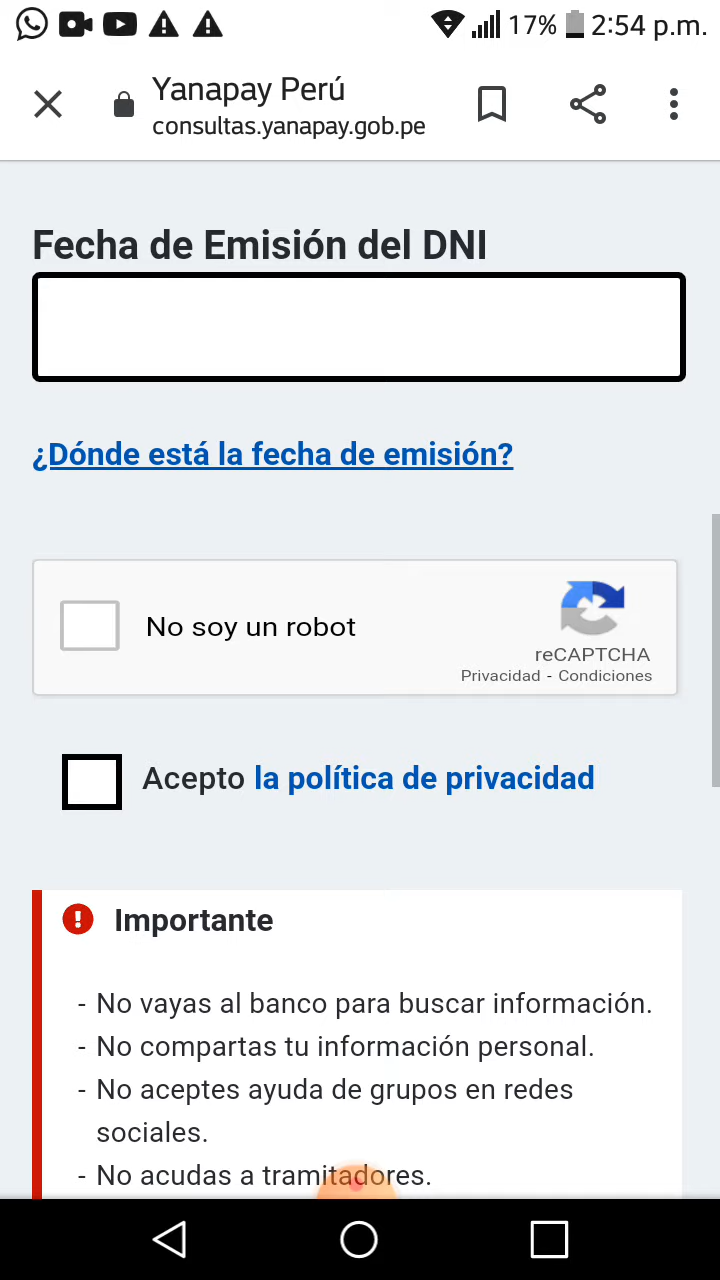 17% 2:54 p.m.
Yanapay Perú
consultas.yanapay.gob.pe
Fecha de Emisión del DNI
¿Dónde está la fecha de emisión?
No soy un robot
reCAPTCHA
Privacidad - Condiciones
Acepto la política de privacidad
Importante
- No vayas al banco para buscar información.
- No compartas tu información personal.
- No aceptes ayuda de grupos en redes
sociales.
- No acudas a tramitadores.